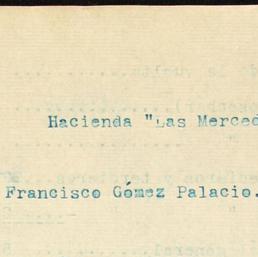 Hacienda "Las Merced
Francisco Gómez Palacio.